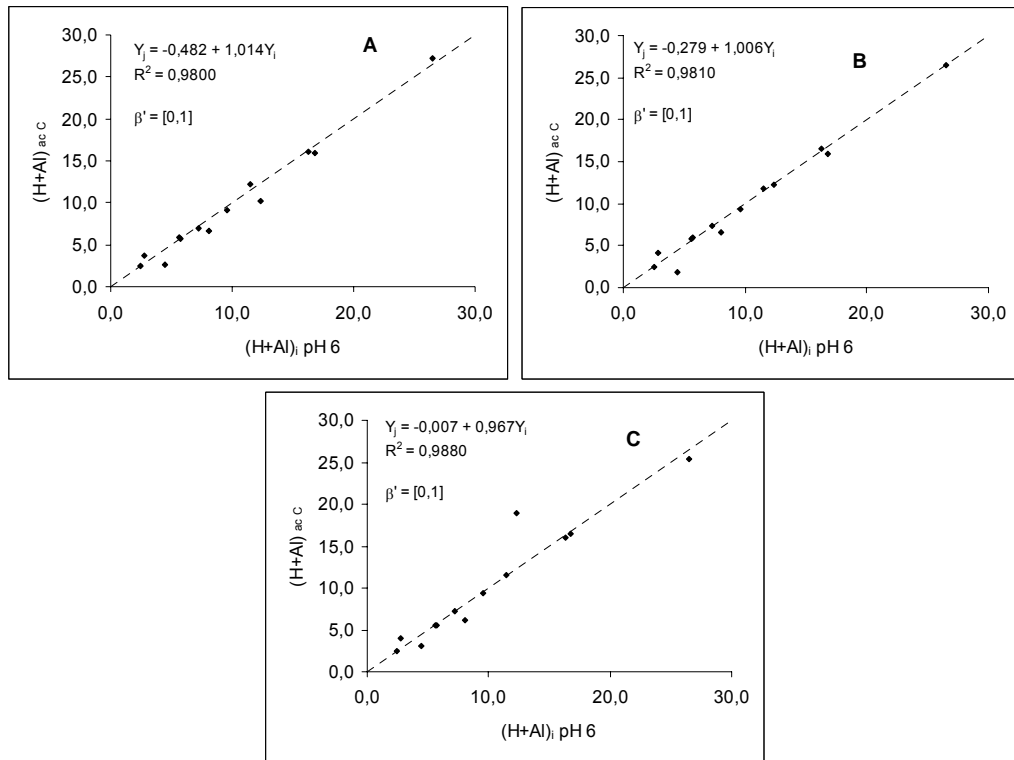 30,0
25,0
20,0
15,0
10,0
5,0
0,0
(H+Al) ac C
Yj = -0,482 + 1,014Yi
R2 = 0,9800
β' = [0,1]
A
0,0 10,0 20,0 30,0
(H+Al)i pH 6
30,0
25,0
20,0
15,0
10,0
5,0
0,0
(H+Al) ac C
Yj = -0,279 + 1,006Yi
R2 = 0,9810
β' = [0,1]
B
0,0 10,0 20,0 30,0
(H+Al)i pH 6
30,0
25,0
20,0
15,0
10,0
5,0
0,0
(H+Al) ac C
Yj = -0,007 + 0,967Yi
R2 = 0,9880
β' = [0,1]
C
0,0 10,0 20,0 30,0
(H+Al)i pH 6